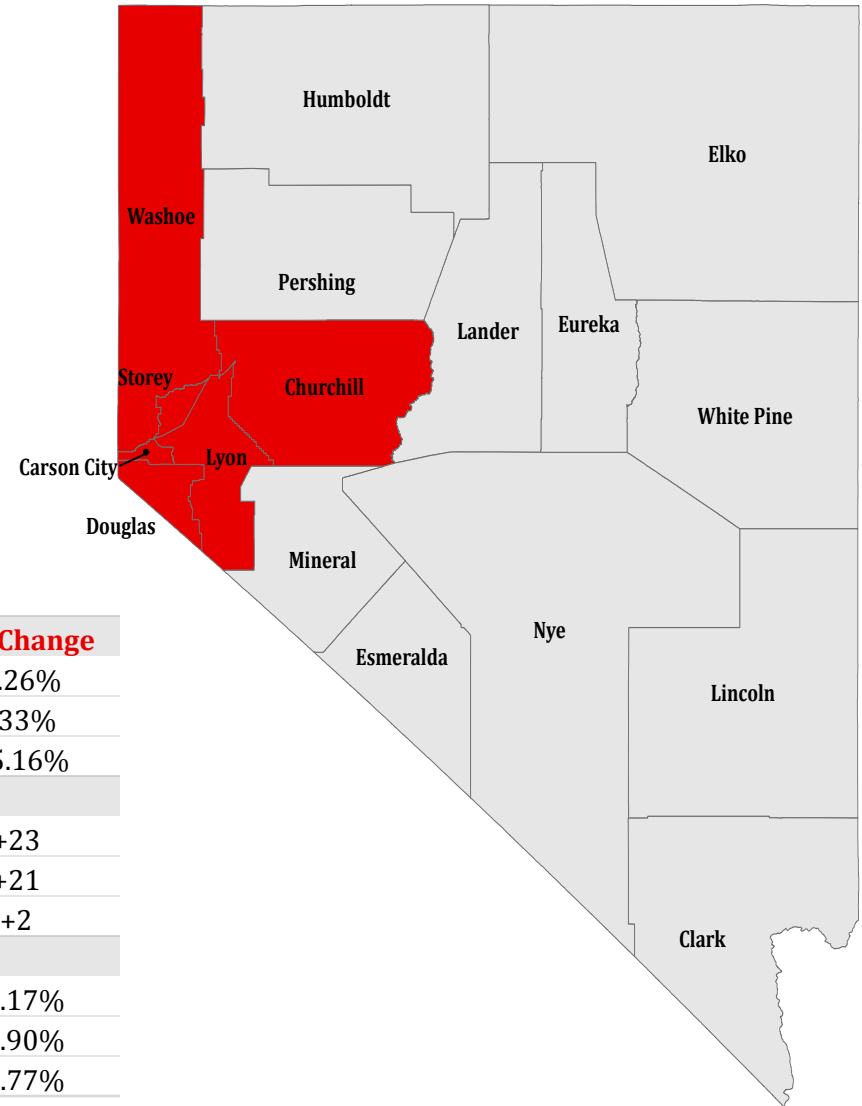 Humboldt
Elko
Washoe
Pershing
Lander
Eureka
Storey
Churchill
White Pine
Lyon
Carson City
Douglas
Mineral
Nye
Esmeralda
Lincoln
Clark
Change
.26%
33%
.16%
+23
+21
+2
.17%
.90%
.77%